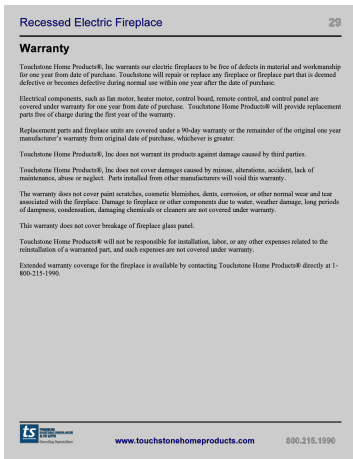 Recessed Electric Fireplace 29
Warranty
Touchstone Home Products®, Inc warrants our electric fireplaces to be free of defects in material and workmanship
for one year from date of purchase. Touchstone will repair or replace any fireplace or fireplace part that is deemed
defective or becomes defective during normal use within one year after the date of purchase.
Electrical components, such as fan motor, heater motor, control board, remote control, and control panel are
covered under warranty for one year from date of purchase. Touchstone Home Products® will provide replacement
parts free of charge during the first year of the warranty.
Replacement parts and fireplace units are covered under a 90-day warranty or the remainder of the original one year
manufacturer's warranty from original date of purchase, whichever is greater.
Touchstone Home Products®, Inc does not warrant its products against damage caused by third parties.
Touchstone Home Products®, Inc does not cover damages caused by misuse, alterations, accident, lack of
maintenance, abuse or neglect. Parts installed from other manufacturers will void this warranty.
The warranty does not cover paint scratches, cosmetic blemishes, dents, corrosion, or other normal wear and tear
associated with the fireplace. Damage to fireplace or other components due to water, weather damage, long periods
of dampness, condensation, damaging chemicals or cleaners are not covered under warranty.
This warranty does not cover breakage of fireplace glass panel.
Touchstone Home Products® will not be responsible for installation, labor, or any other expenses related to the
reinstallation of a warranted part, and such expenses are not covered under warranty.
Extended warranty coverage for the fireplace is available by contacting Touchstone Home Products® directly at 1-
800-215-1990.
ts
www.touchstonehomeproducts.com 800.215.1990